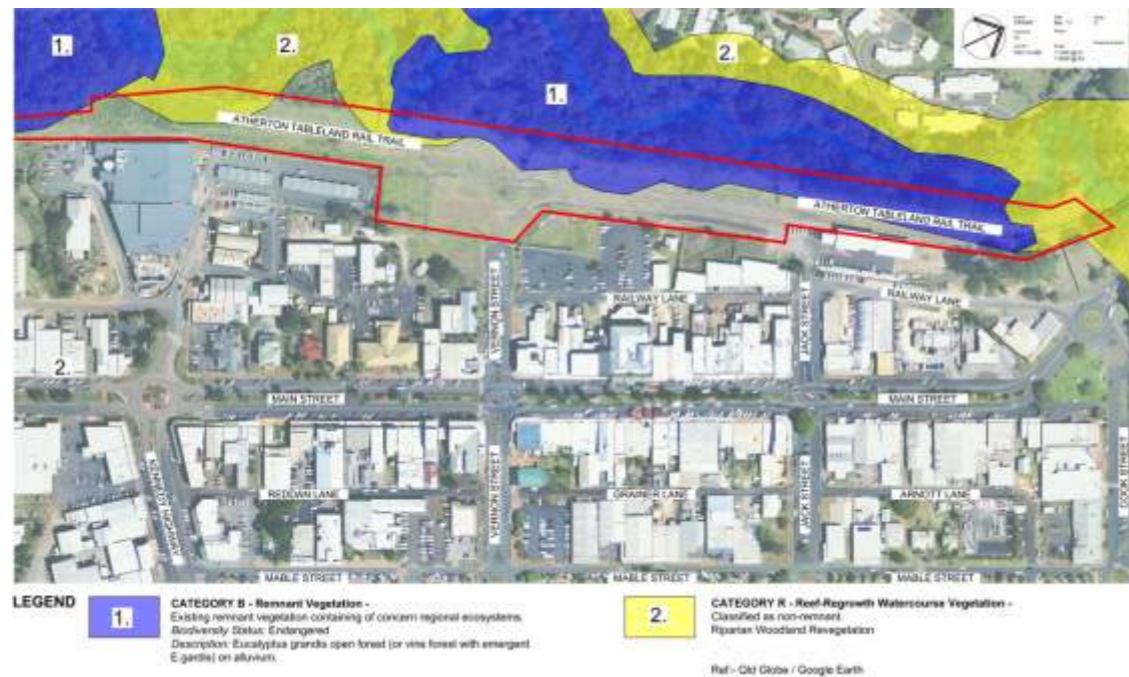 1.
2.
1.
2.
ATHERTON TABLELAND RAIL TRAIL
ATHERTON TABLELAND RAIL TRAIL
RAILWAY LANE
RAILWAY LANE
VERNON STREET
JACK STREET
2.
MAIN STREET
MAIN STREET
REDDAN LANE
GRAINER LANE
ARNOTT LANE
VERNON STREET
JACK STREET
COOK STREET
MABLE STREET
MABLE STREET
MABLE STREET
LEGEND
1.
CATEGORY B - Remnant Vegetation -
Existing remnant vegetation containing of concern regional ecosystems.
Biodiversity Status: Endangered
Description: Eucalyptus grandis open forest (or vine forest with emergent
E.gardis) on alluvium.
2.
CATEGORY R - Reef-Regrowth Watercourse Vegetation -
Classified as non-remnant.
Riparian Woodland Revegetation
Ref:- Qld Globe / Google Earth